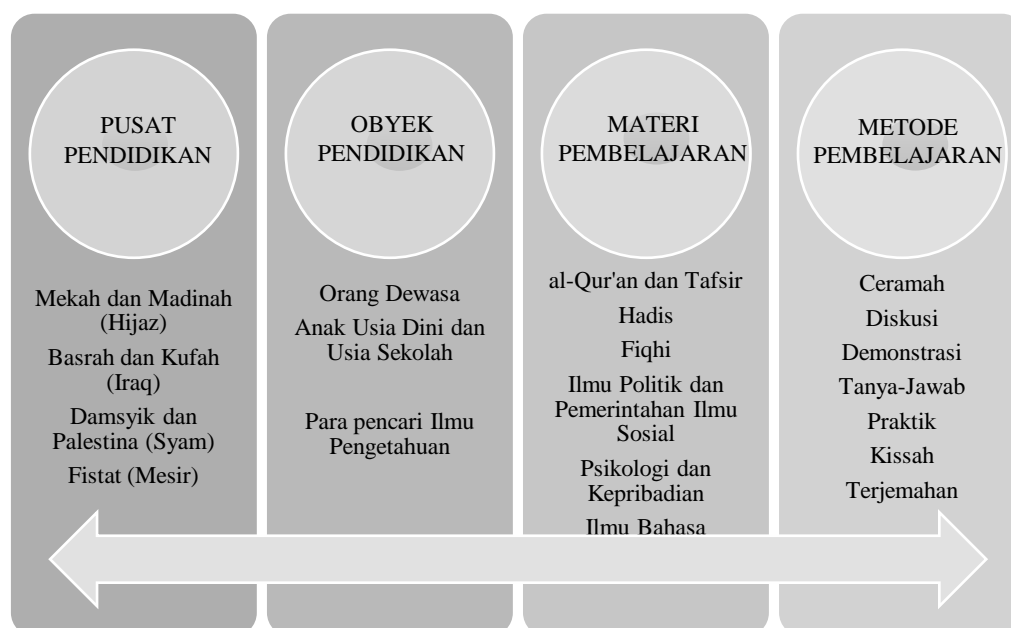 PUSAT
PENDIDIKAN
Mekah dan Madinah
(Hijaz)
Basrah dan Kufah
(Iraq)
Damsyik dan
Palestina (Syam)
Fistat (Mesir)
OBYEK
PENDIDIKAN
Orang Dewasa
Anak Usia Dini dan
Usia Sekolah
Para pencari Ilmu
Pengetahuan
MATERI
PEMBELAJARAN
al-Qur'an dan Tafsir
Hadis
Fiqhi
Ilmu Politik dan
Pemerintahan Ilmu
Sosial
Psikologi dan
Kepribadian
Ilmu Bahasa
METODE
PEMBELAJARAN
Ceramah
Diskusi
Demonstrasi
Tanya-Jawab
Praktik
Kissah
Terjemahan